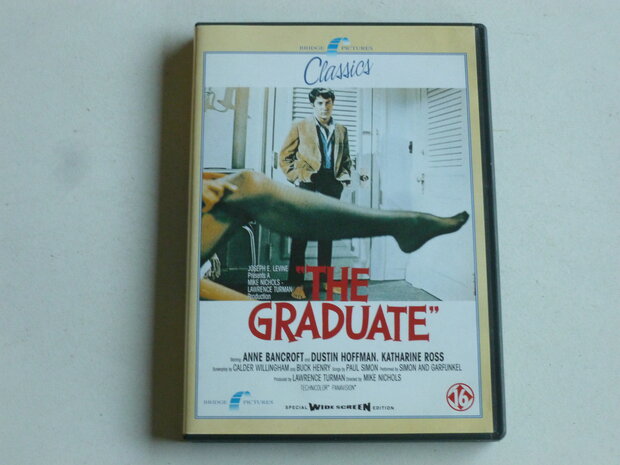 BRIDGE PICTURES
Classics
JOSEPH E. LEVINE
Presents A
MIKE NICHOLS -
LAWRENCE TURMAN
Production
"THE
GRADUATE"
Starring ANNE BANCROFT and DUSTIN HOFFMAN. KATHARINE ROSS
Screenplay by CALDER WILLINGHAM and BUCK HENRY Songs by PAUL SIMON Performed by SIMON AND GARFUNKEL
Produced by LAWRENCE TURMAN Directed by MIKE NICHOLS
TECHNICOLOR® PANAVISION®
BRIDGE PICTURES
SPECIAL WIDESCREEN EDITION
16